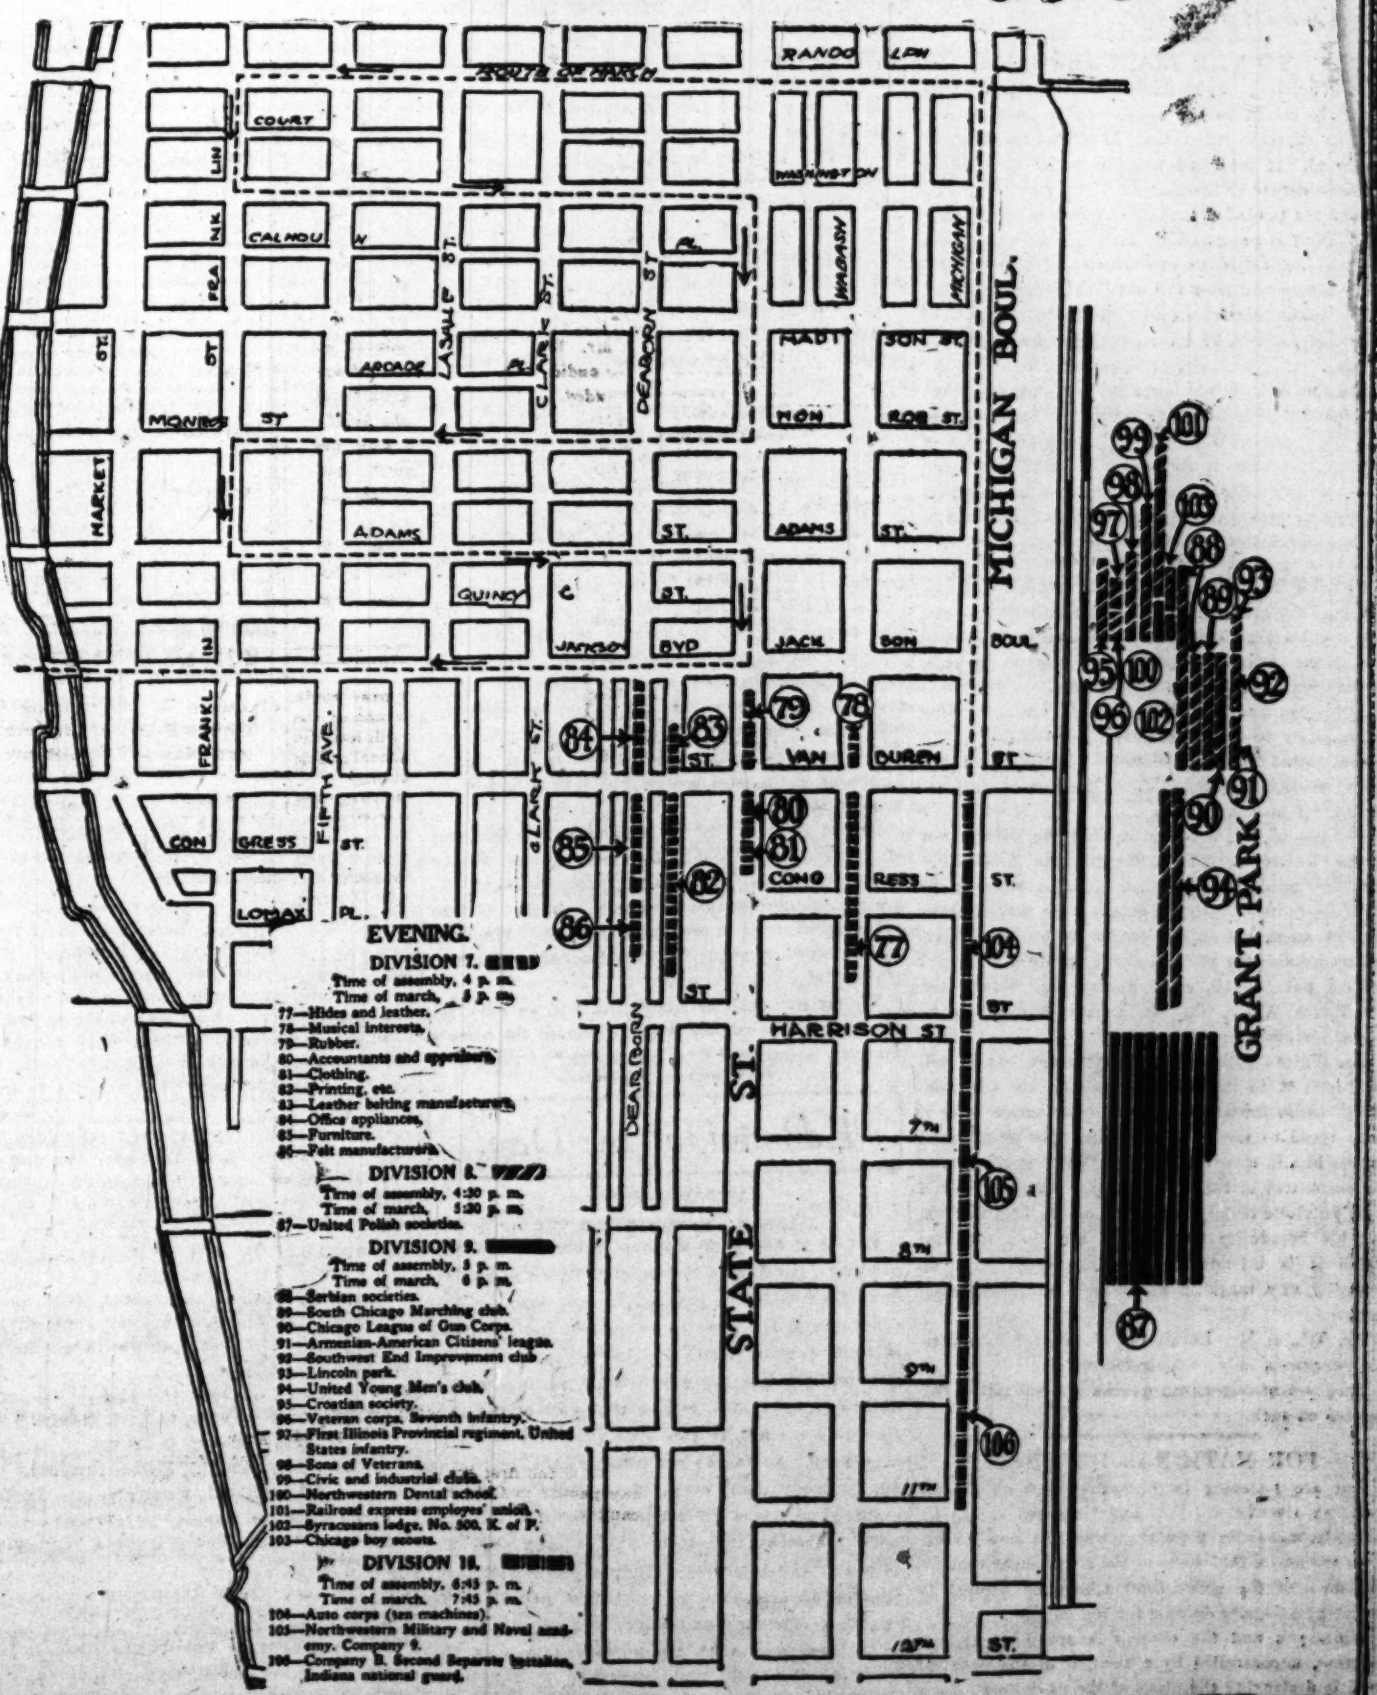 RANDO LPH
ROUTE OF MARCH
COURT
LIN
WASHINGTON
NK
CALHOU N
PL.
WABASH
MICHIGAN
FRA
LASALLE ST.
CLARK ST.
DEABORN ST
MICHIGAN BOUL.
ST.
ST
ARCADE PL.
MADI SON ST.
MONROE ST
MON ROE ST.
101
99
98
103
97
MARKET
ADAMS ST.
ADAMS ST.
88
93
89
QUINCY C ST.
IN
JACKSON BVD
JACK SON BOUL.
95
100
92
96
102
FRANKL
FIFTH AVE.
CLARK ST.
84
83
79
78
ST.
VAN BUREN ST
91
90
80
CON GRESS ST.
85
81
82
CONG RESS ST.
94
LOMAX PL.
86
77
104
GRANT PARK
ST
ST
HARRISON ST
DEARBORN
STATE ST.
7TH
105
8TH
87
9TH
106
11TH
12TH ST.
EVENING.
DIVISION 7.
Time of assembly, 4 p. m.
Time of march, 5 p. m.
77—Hides and leather.
78—Musical interests.
79—Rubber.
80—Accountants and appraisers.
81—Clothing.
82—Printing, etc.
83—Leather belting manufacturers.
84—Office appliances.
85—Furniture.
86—Felt manufacturers.
DIVISION 8.
Time of assembly, 4:30 p. m.
Time of march, 5:30 p. m.
87—United Polish societies.
DIVISION 9.
Time of assembly, 5 p. m.
Time of march, 6 p. m.
88—Serbian societies.
89—South Chicago Marching club.
90—Chicago League of Gun Corps.
91—Armenian-American Citizens' league.
92—Southwest End Improvement club
93—Lincoln park.
94—United Young Men's club.
95—Croatian society.
96—Veteran corps, Seventh Infantry.
97—First Illinois Provincial regiment, United
States infantry.
98—Sons of Veterans.
99—Civic and industrial clubs.
100—Northwestern Dental school.
101—Railroad express employes' union.
102—Syracusans lodge, No. 500, K. of P.
103—Chicago boy scouts.
DIVISION 10.
Time of assembly, 6:45 p. m.
Time of march, 7:45 p. m.
104—Auto corps (ten machines).
105—Northwestern Military and Naval acad-
emy. Company 9.
106—Company B, Second Separate battalion,
Indiana national guard.
FOR NATION